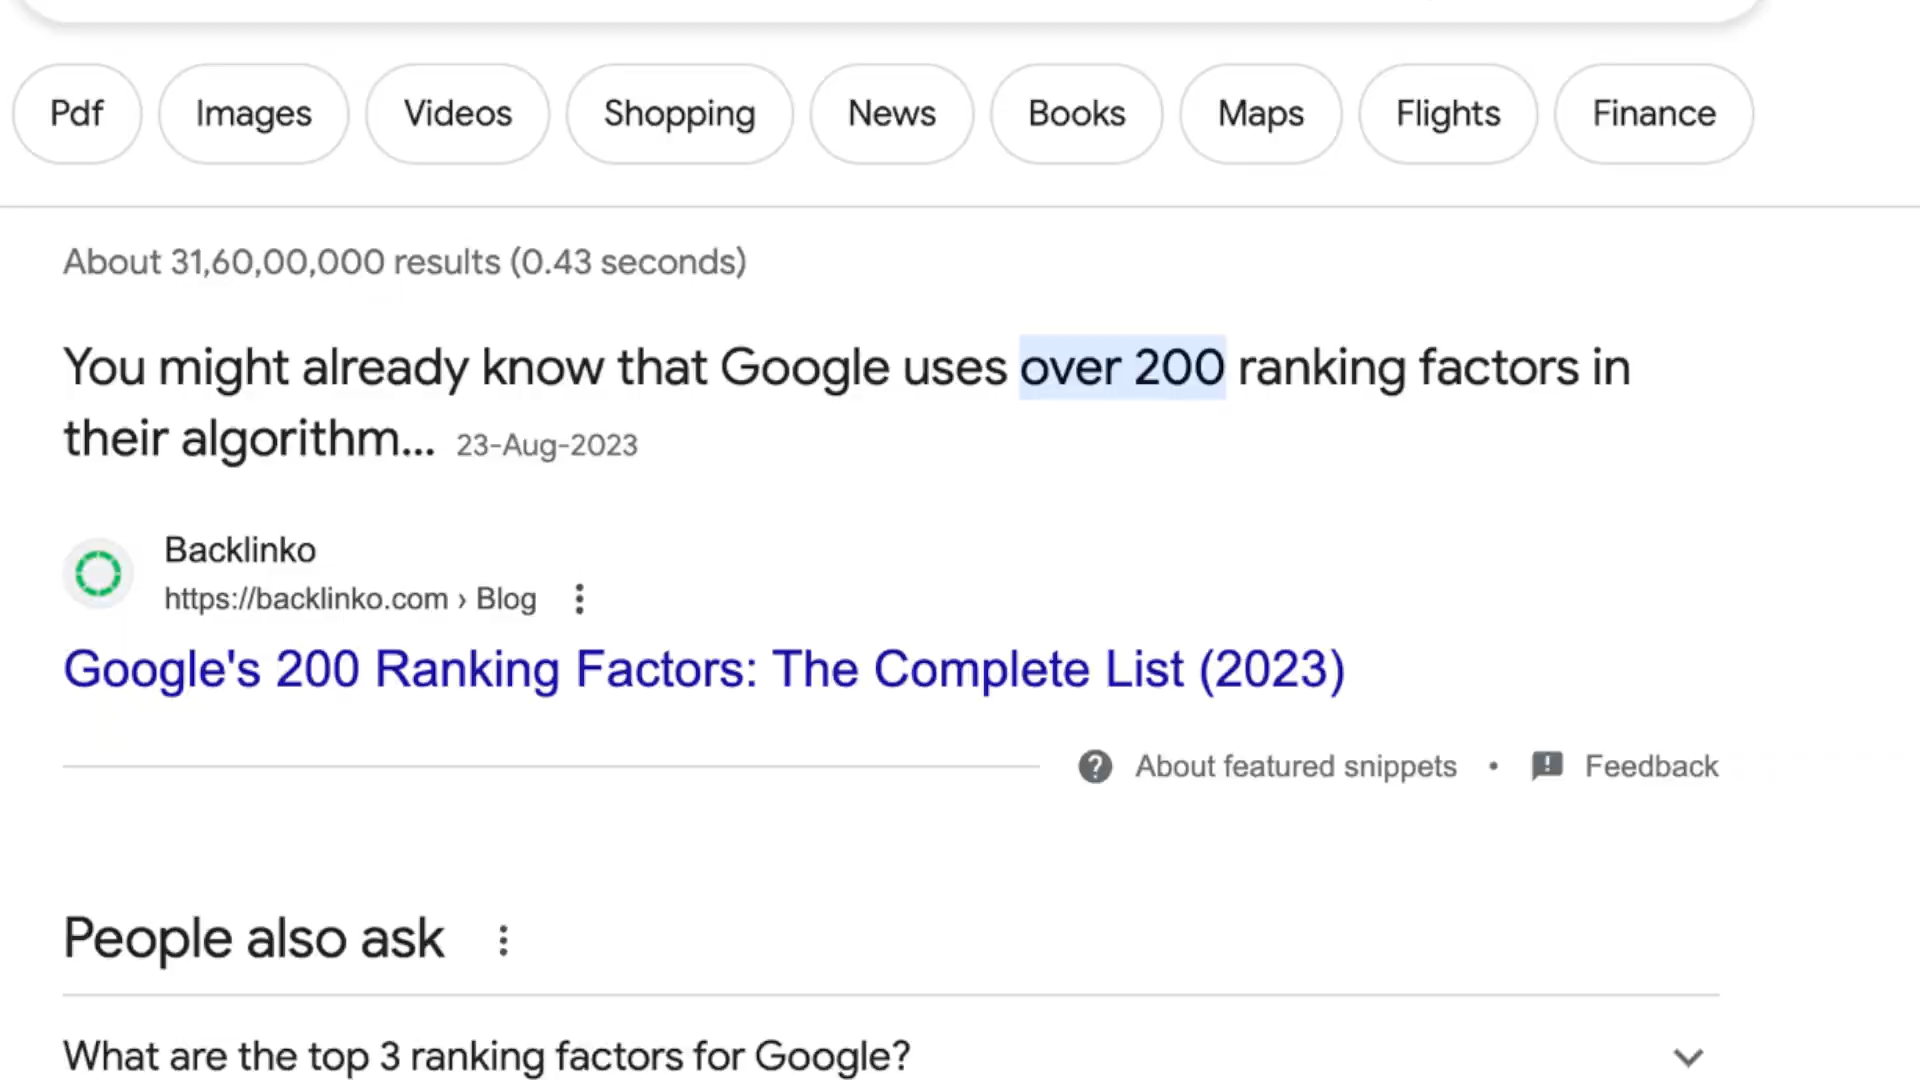 Pdf Images Videos Shopping News Books Maps Flights Finance
About 31,60,00,000 results (0.43 seconds)
You might already know that Google uses over 200 ranking factors in
their algorithm... 23-Aug-2023
Backlinko
https://backlinko.com › Blog
Google's 200 Ranking Factors: The Complete List (2023)
About featured snippets • Feedback
People also ask
What are the top 3 ranking factors for Google?